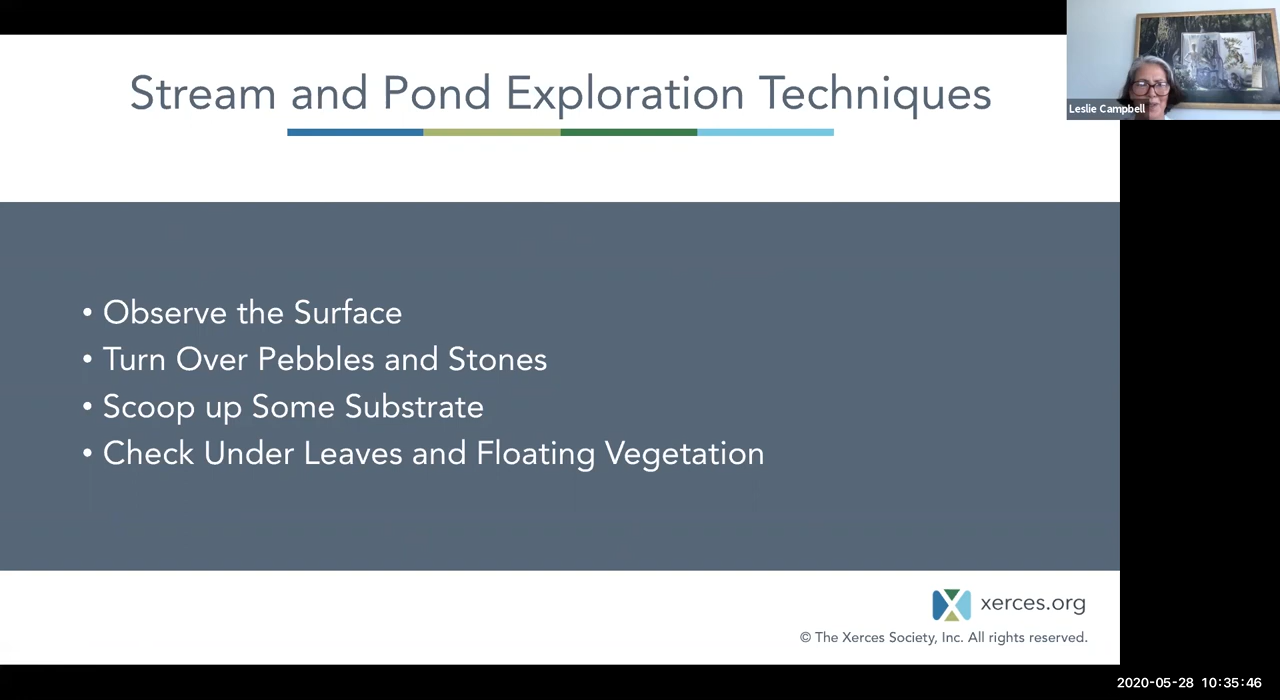 Stream and Pond Exploration Techniques
Leslie Campbell
• Observe the Surface
• Turn Over Pebbles and Stones
• Scoop up Some Substrate
• Check Under Leaves and Floating Vegetation
xerces.org
© The Xerces Society, Inc. All rights reserved.
2020-05-28 10:35:46